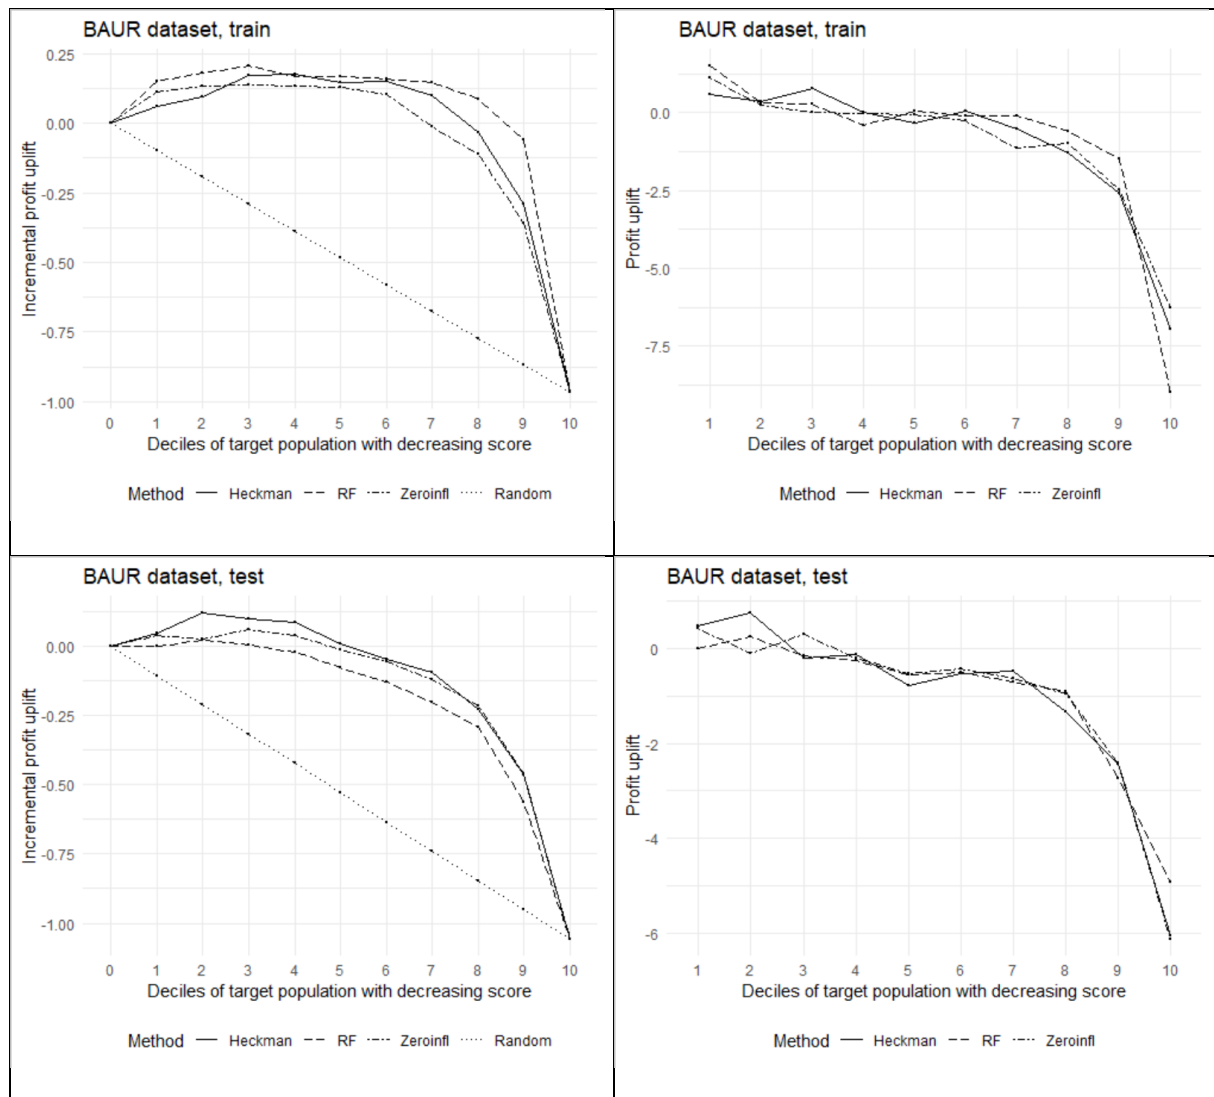 BAUR dataset, train
Incremental profit uplift
0.25
0.00
-0.25
-0.50
-0.75
-1.00
0 1 2 3 4 5 6 7 8 9 10
Deciles of target population with decreasing score
Method Heckman RF Zeroinfl Random
BAUR dataset, train
Profit uplift
0.0
-2.5
-5.0
-7.5
1 2 3 4 5 6 7 8 9 10
Deciles of target population with decreasing score
Method Heckman RF Zeroinfl
BAUR dataset, test
Incremental profit uplift
0.00
-0.25
-0.50
-0.75
-1.00
0 1 2 3 4 5 6 7 8 9 10
Deciles of target population with decreasing score
Method Heckman RF Zeroinfl Random
BAUR dataset, test
Profit uplift
0
-2
-4
-6
1 2 3 4 5 6 7 8 9 10
Deciles of target population with decreasing score
Method Heckman RF Zeroinfl